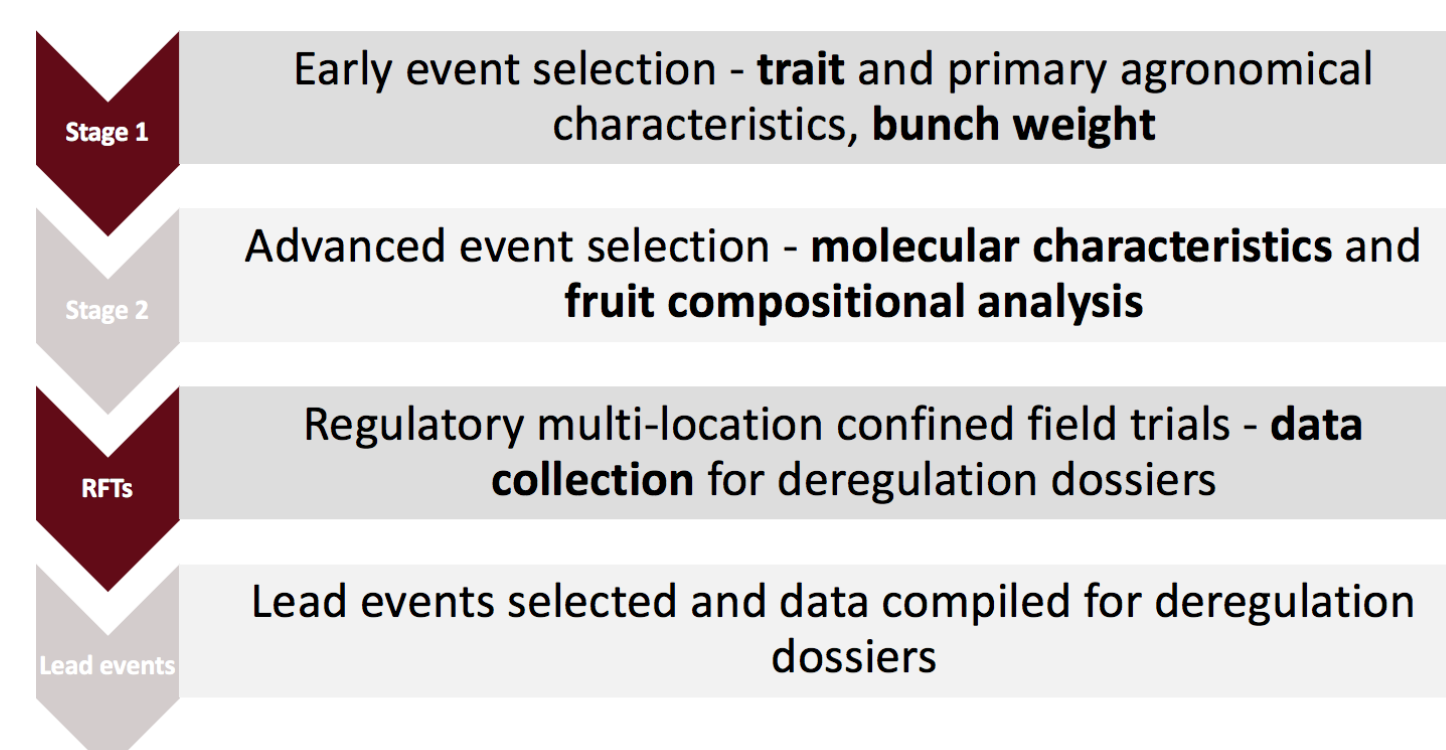 Stage 1
Early event selection - trait and primary agronomical
characteristics, bunch weight
Stage 2
Advanced event selection - molecular characteristics and
fruit compositional analysis
RFTs
Regulatory multi-location confined field trials - data
collection for deregulation dossiers
Lead events
Lead events selected and data compiled for deregulation
dossiers